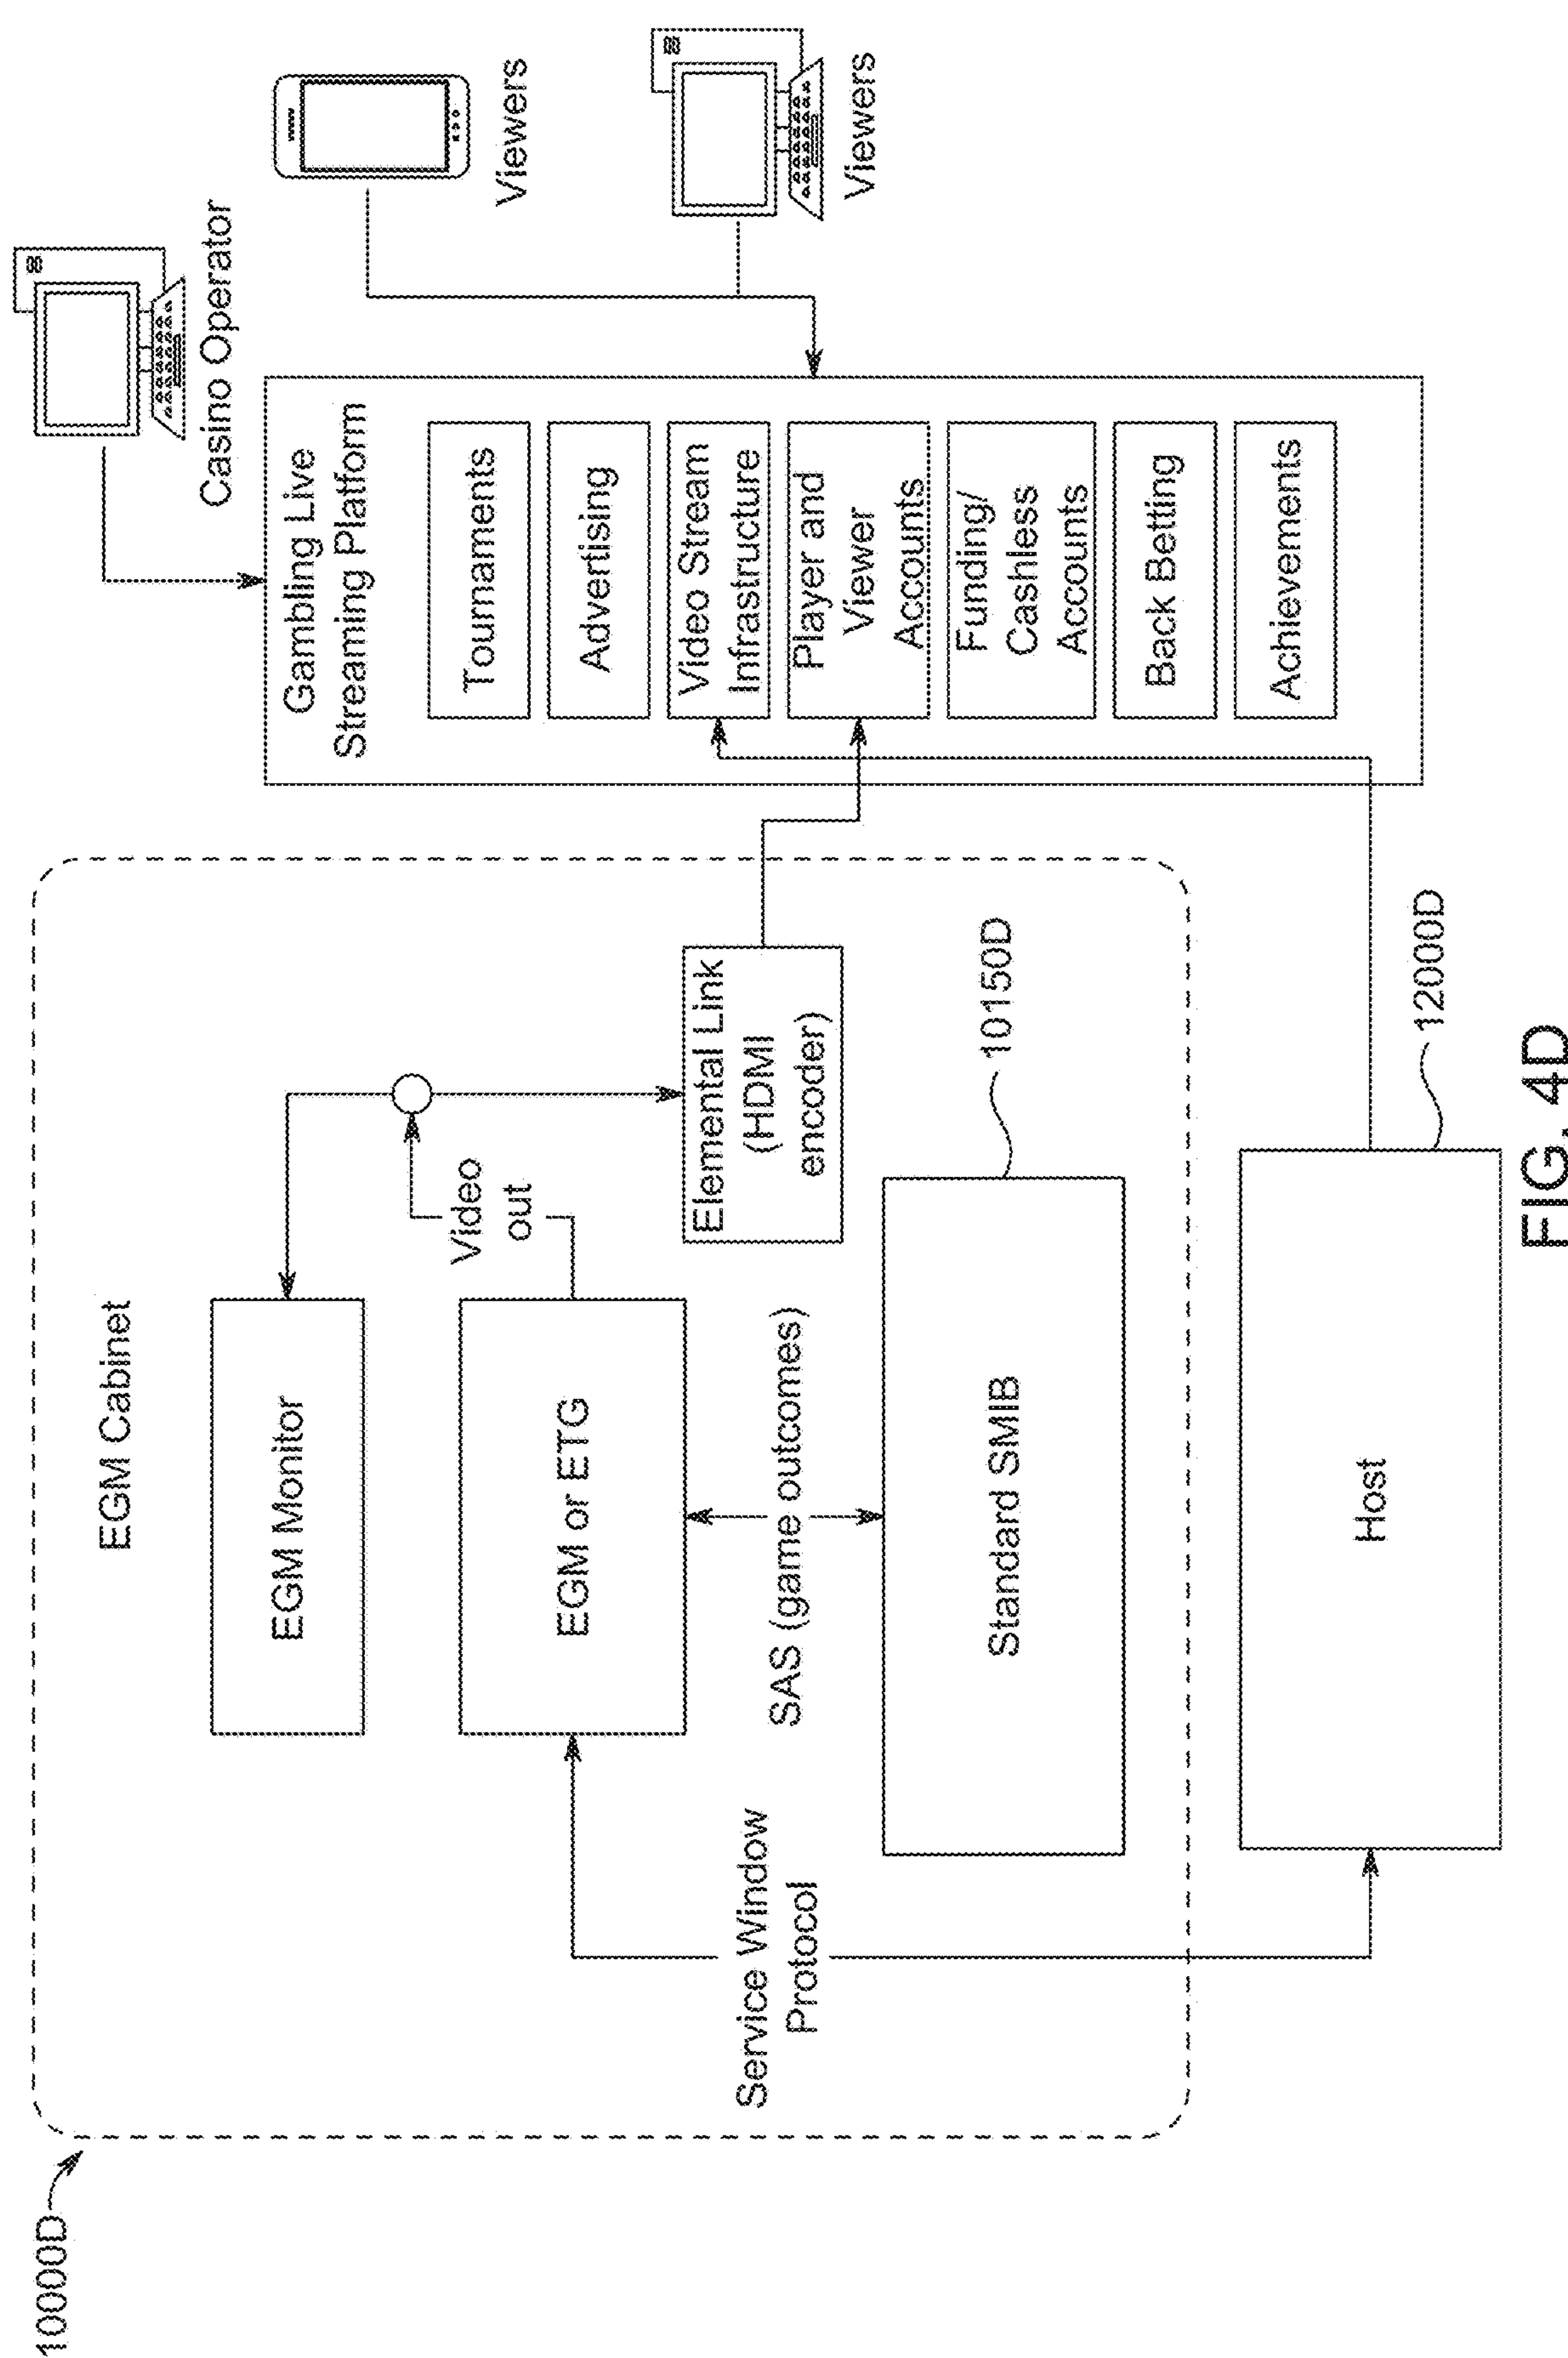 10000D
EGM Cabinet
EGM Monitor
EGM or ETG
Video
out
Service Window
Protocol
SAS (game outcomes)
Elemental Link
(HDMI
encoder)
Standard SMIB
10150D
Host
12000D
Gambling Live
Streaming Platform
Tournaments
Advertising
Video Stream
Infrastructure
Player and
Viewer
Accounts
Funding/
Cashless
Accounts
Back Betting
Achievements
Casino Operator
Viewers
Viewers
FIG. 4D